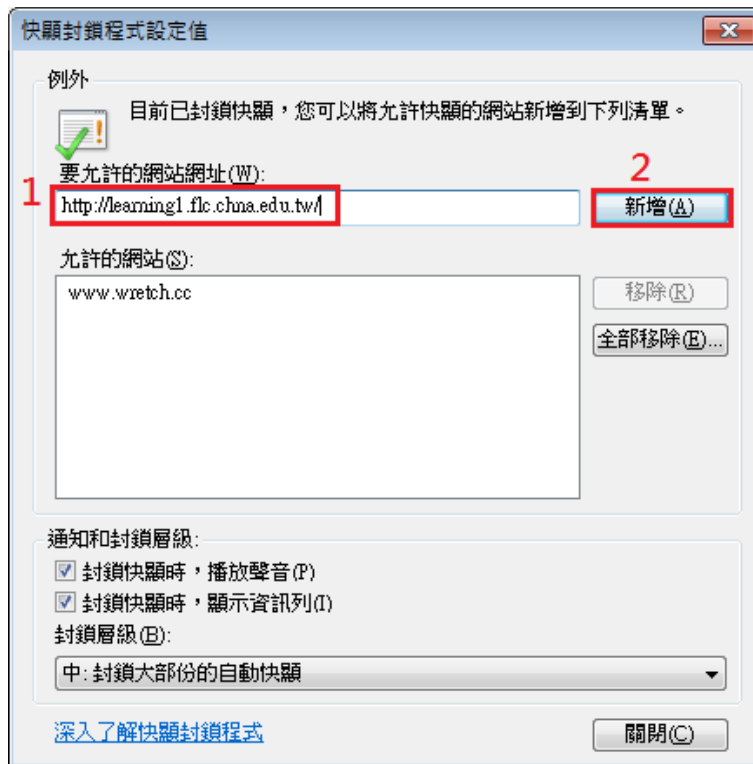 快顯封鎖程式設定值
例外
目前已封鎖快顯,您可以將允許快顯的網站新增到下列清單。
要允許的網站網址(W):
2
1
http://learning1.flc.chna.edu.tw/
新增(A)
允許的網站(S):
www.wretch.cc
移除(R)
全部移除(E)...
通知和封鎖層級:
封鎖快顯時,播放聲音(P)
封鎖快顯時,顯示資訊列(I)
封鎖層級(B):
中: 封鎖大部份的自動快顯
深入了解快顯封鎖程式
關閉(C)